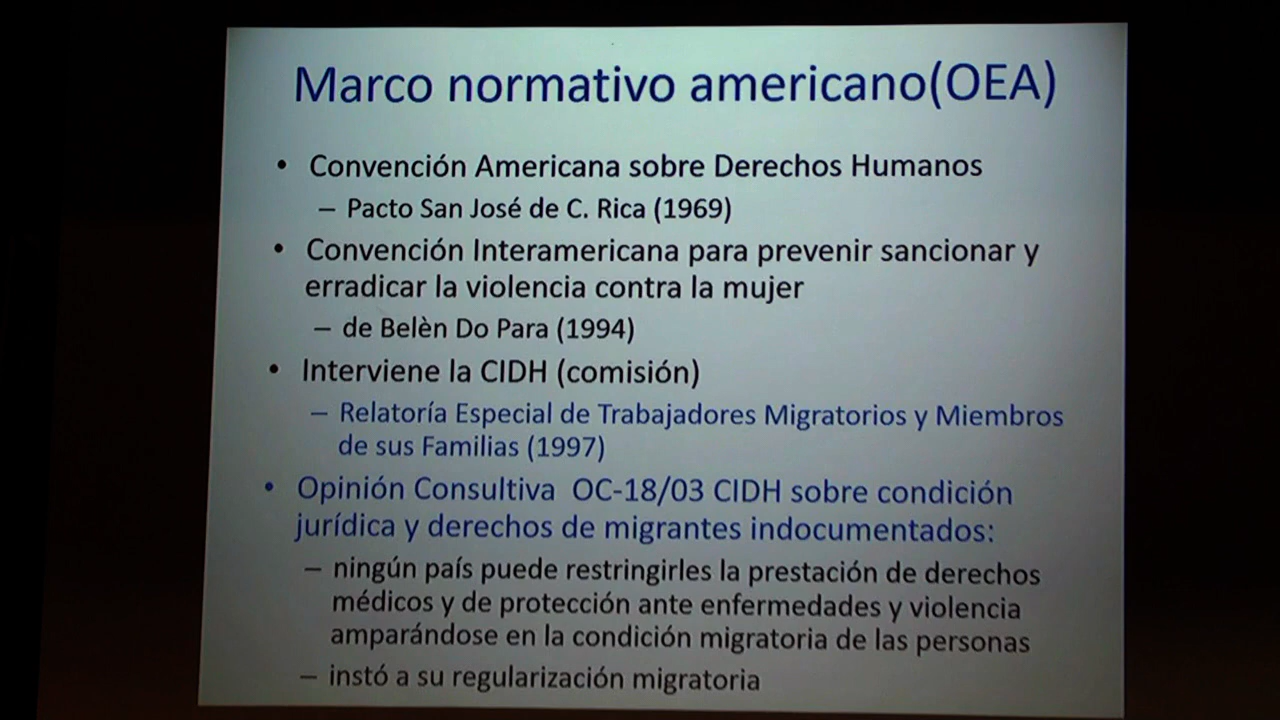 Marco normativo americano(OEA)
• Convención Americana sobre Derechos Humanos
– Pacto San José de C. Rica (1969)
• Convención Interamericana para prevenir sancionar y
erradicar la violencia contra la mujer
– de Belèn Do Para (1994)
• Interviene la CIDH (comisión)
– Relatoría Especial de Trabajadores Migratorios y Miembros
de sus Familias (1997)
• Opinión Consultiva OC-18/03 CIDH sobre condición
jurídica y derechos de migrantes indocumentados:
– ningún país puede restringirles la prestación de derechos
médicos y de protección ante enfermedades y violencia
amparándose en la condición migratoria de las personas
– instó a su regularización migratoria